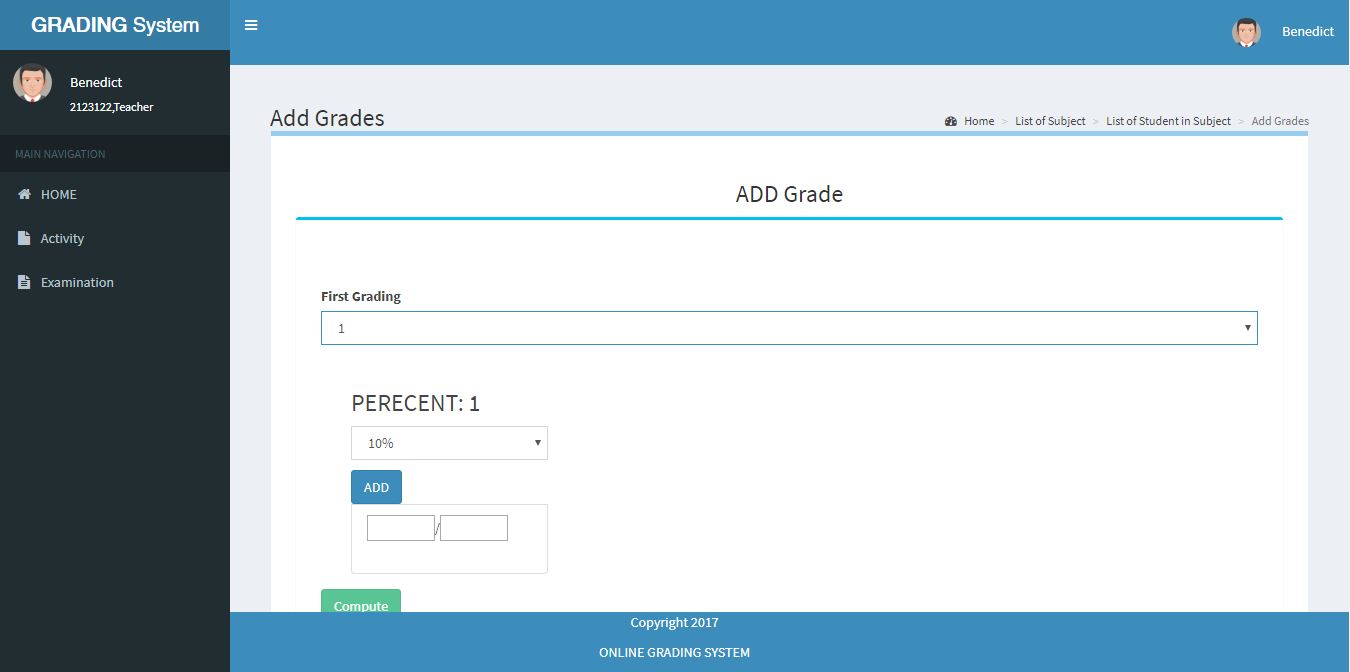 GRADING System
Benedict
Benedict
2123122,Teacher
MAIN NAVIGATION
HOME
Activity
Examination
Add Grades
Home > List of Subject > List of Student in Subject > Add Grades
ADD Grade
First Grading
1
PERECENT: 1
10%
ADD
/
Compute
Copyright 2017
ONLINE GRADING SYSTEM